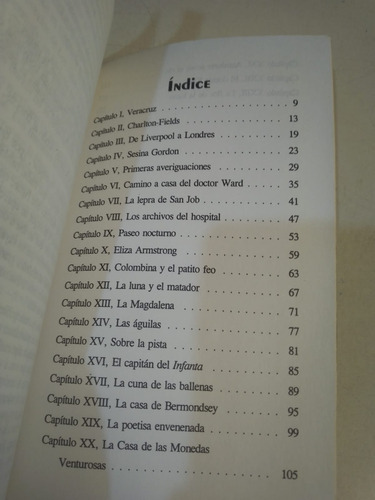 Índice
Capítulo I, Veracruz . . . . . . . . . . . . . . 9
Capítulo II, Charlton-Fields . . . . . . . . . . . 13
Capítulo III, De Liverpool a Londres . . . . . . . 19
Capítulo IV, Sesina Gordon . . . . . . . . . . . 23
Capítulo V, Primeras averiguaciones . . . . . . . 29
Capítulo VI, Camino a casa del doctor Ward . . . 35
Capítulo VII, La lepra de San Job . . . . . . . . 41
Capítulo VIII, Los archivos del hospital . . . . . 47
Capítulo IX, Paseo nocturno . . . . . . . . . . . 53
Capítulo X, Eliza Armstrong . . . . . . . . . . . 59
Capítulo XI, Colombina y el patito feo . . . . . . 63
Capítulo XII, La luna y el matador . . . . . . . . 67
Capítulo XIII, La Magdalena . . . . . . . . . . . 71
Capítulo XIV, Las águilas . . . . . . . . . . . . 77
Capítulo XV, Sobre la pista . . . . . . . . . . . 81
Capítulo XVI, El capitán del Infanta . . . . . . . 85
Capítulo XVII, La cuna de las ballenas . . . . . . 89
Capítulo XVIII, La casa de Bermondsey . . . . . . 95
Capítulo XIX, La poetisa envenenada . . . . . . . 99
Capítulo XX, La Casa de las Monedas
Venturosas . . . . . . . . . . . . . . . . . . 105